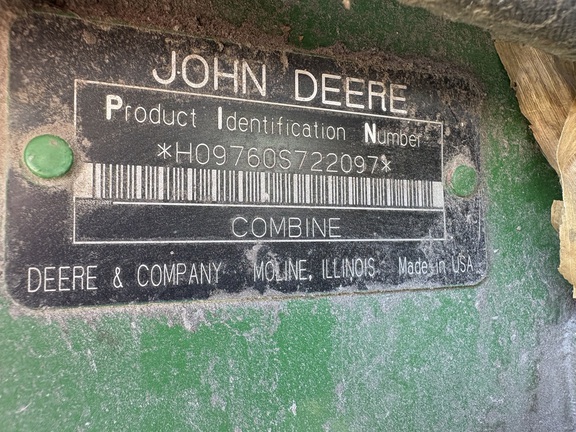 JOHN DEERE
Product Identification Number
*H09760S722097*
COMBINE
DEERE & COMPANY MOLINE, ILLINOIS Made in USA